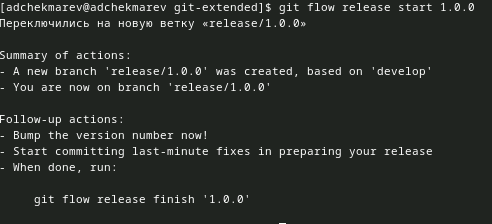 [adchekmarev@adchekmarev git-extended]$ git flow release start 1.0.0
Переключились на новую ветку «release/1.0.0»
Summary of actions:
- A new branch 'release/1.0.0' was created, based on 'develop'
- You are now on branch 'release/1.0.0'
Follow-up actions:
- Bump the version number now!
- Start committing last-minute fixes in preparing your release
- When done, run:
git flow release finish '1.0.0'